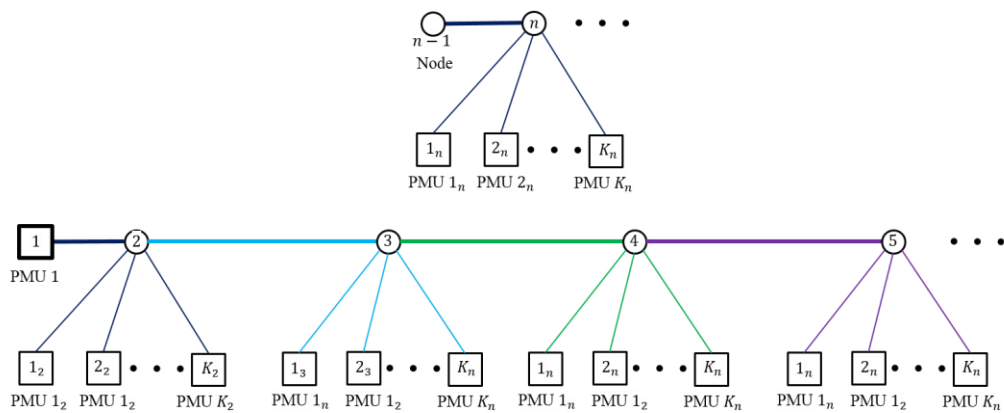 n − 1
n
Node
1ₙ 2ₙ Kₙ
PMU 1ₙ PMU 2ₙ PMU Kₙ
1 2 3 4 5
PMU 1
1₂ 2₂ K₂ 1₃ 2₃ Kₙ 1ₙ 2ₙ Kₙ 1ₙ 2ₙ Kₙ
PMU 1₂ PMU 1₂ PMU K₂ PMU 1ₙ PMU 1₂ PMU Kₙ PMU 1ₙ PMU 1₂ PMU Kₙ PMU 1ₙ PMU 1₂ PMU Kₙ